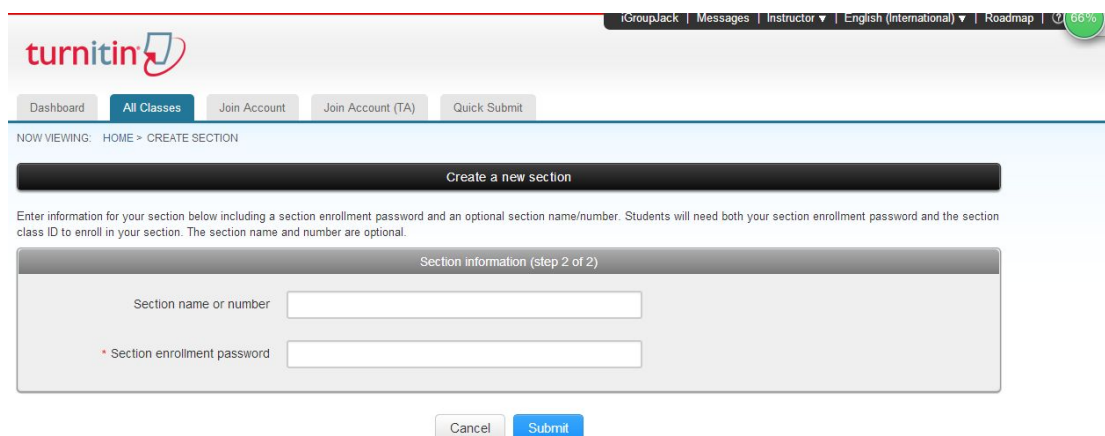 iGroupJack | Messages | Instructor ▼ | English (International) ▼ | Roadmap | ? 66%
turnitin
Dashboard All Classes Join Account Join Account (TA) Quick Submit
NOW VIEWING: HOME > CREATE SECTION
Create a new section
Enter information for your section below including a section enrollment password and an optional section name/number. Students will need both your section enrollment password and the section
class ID to enroll in your section. The section name and number are optional.
Section information (step 2 of 2)
Section name or number
* Section enrollment password
Cancel Submit